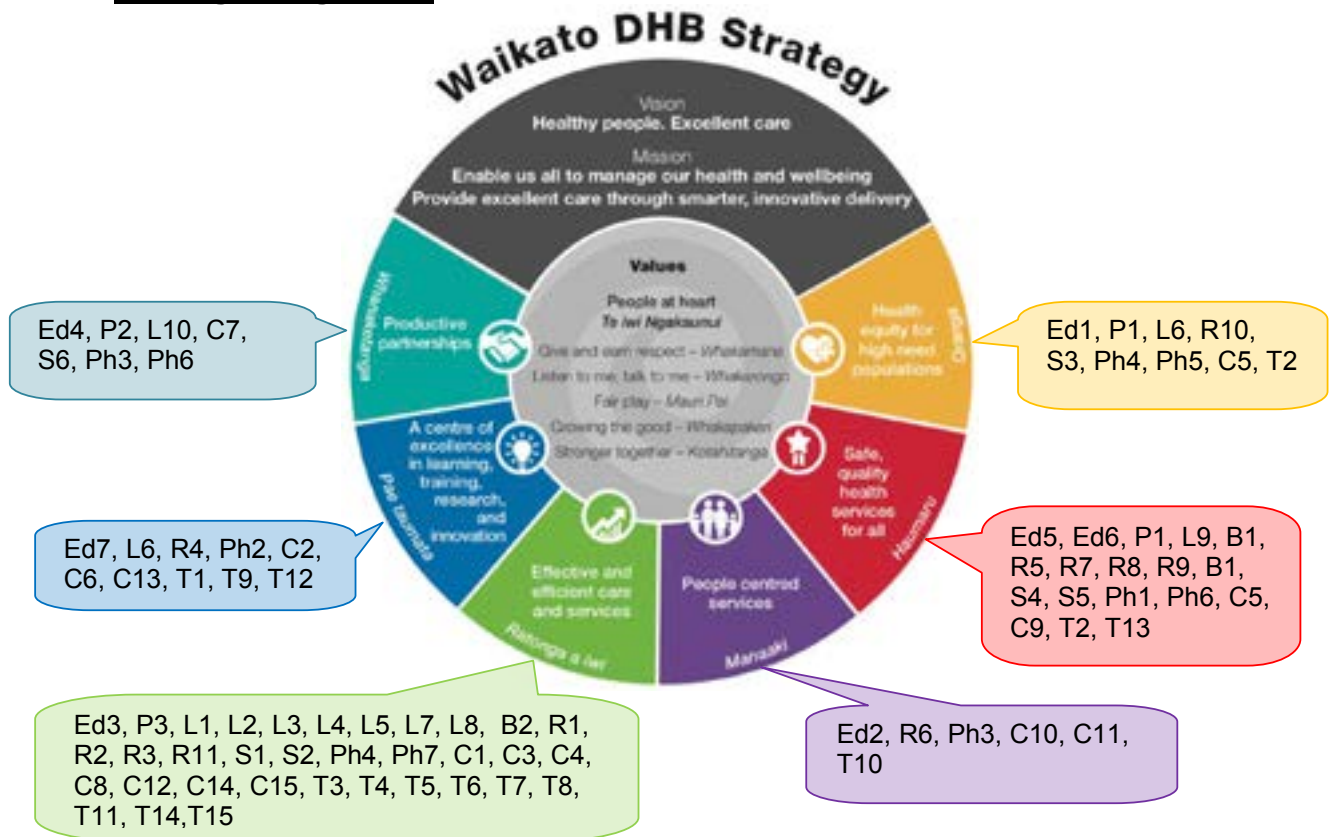 Waikato DHB Strategy
Vision
Healthy people. Excellent care
Mission
Enable us all to manage our health and wellbeing
Provide excellent care through smarter, innovative delivery
Values
People at heart
Te iwi Ngakaunui
Give and earn respect – Whakamana
Listen to me; talk to me – Whakarongo
Fair play – Mauri Pai
Growing the good – Whakapakari
Stronger together – Kotahitanga
Oranga
Health
equity for
high need
populations
Ed1, P1, L6, R10,
S3, Ph4, Ph5, C5, T2
Haumaru
Safe,
quality
health
services
for all
Ed5, Ed6, P1, L9, B1,
R5, R7, R8, R9, B1,
S4, S5, Ph1, Ph6, C5,
C9, T2, T13
Manaaki
People centred
services
Ed2, R6, Ph3, C10, C11,
T10
Ratonga a iwi
Effective and
efficient care
and services
Ed3, P3, L1, L2, L3, L4, L5, L7, L8, B2, R1,
R2, R3, R11, S1, S2, Ph4, Ph7, C1, C3, C4,
C8, C12, C14, C15, T3, T4, T5, T6, T7, T8,
T11, T14,T15
Pae taumata
A centre of
excellence
in learning,
training,
research,
and
innovation
Ed7, L6, R4, Ph2, C2,
C6, C13, T1, T9, T12
Whanaketanga
Productive
partnerships
Ed4, P2, L10, C7,
S6, Ph3, Ph6